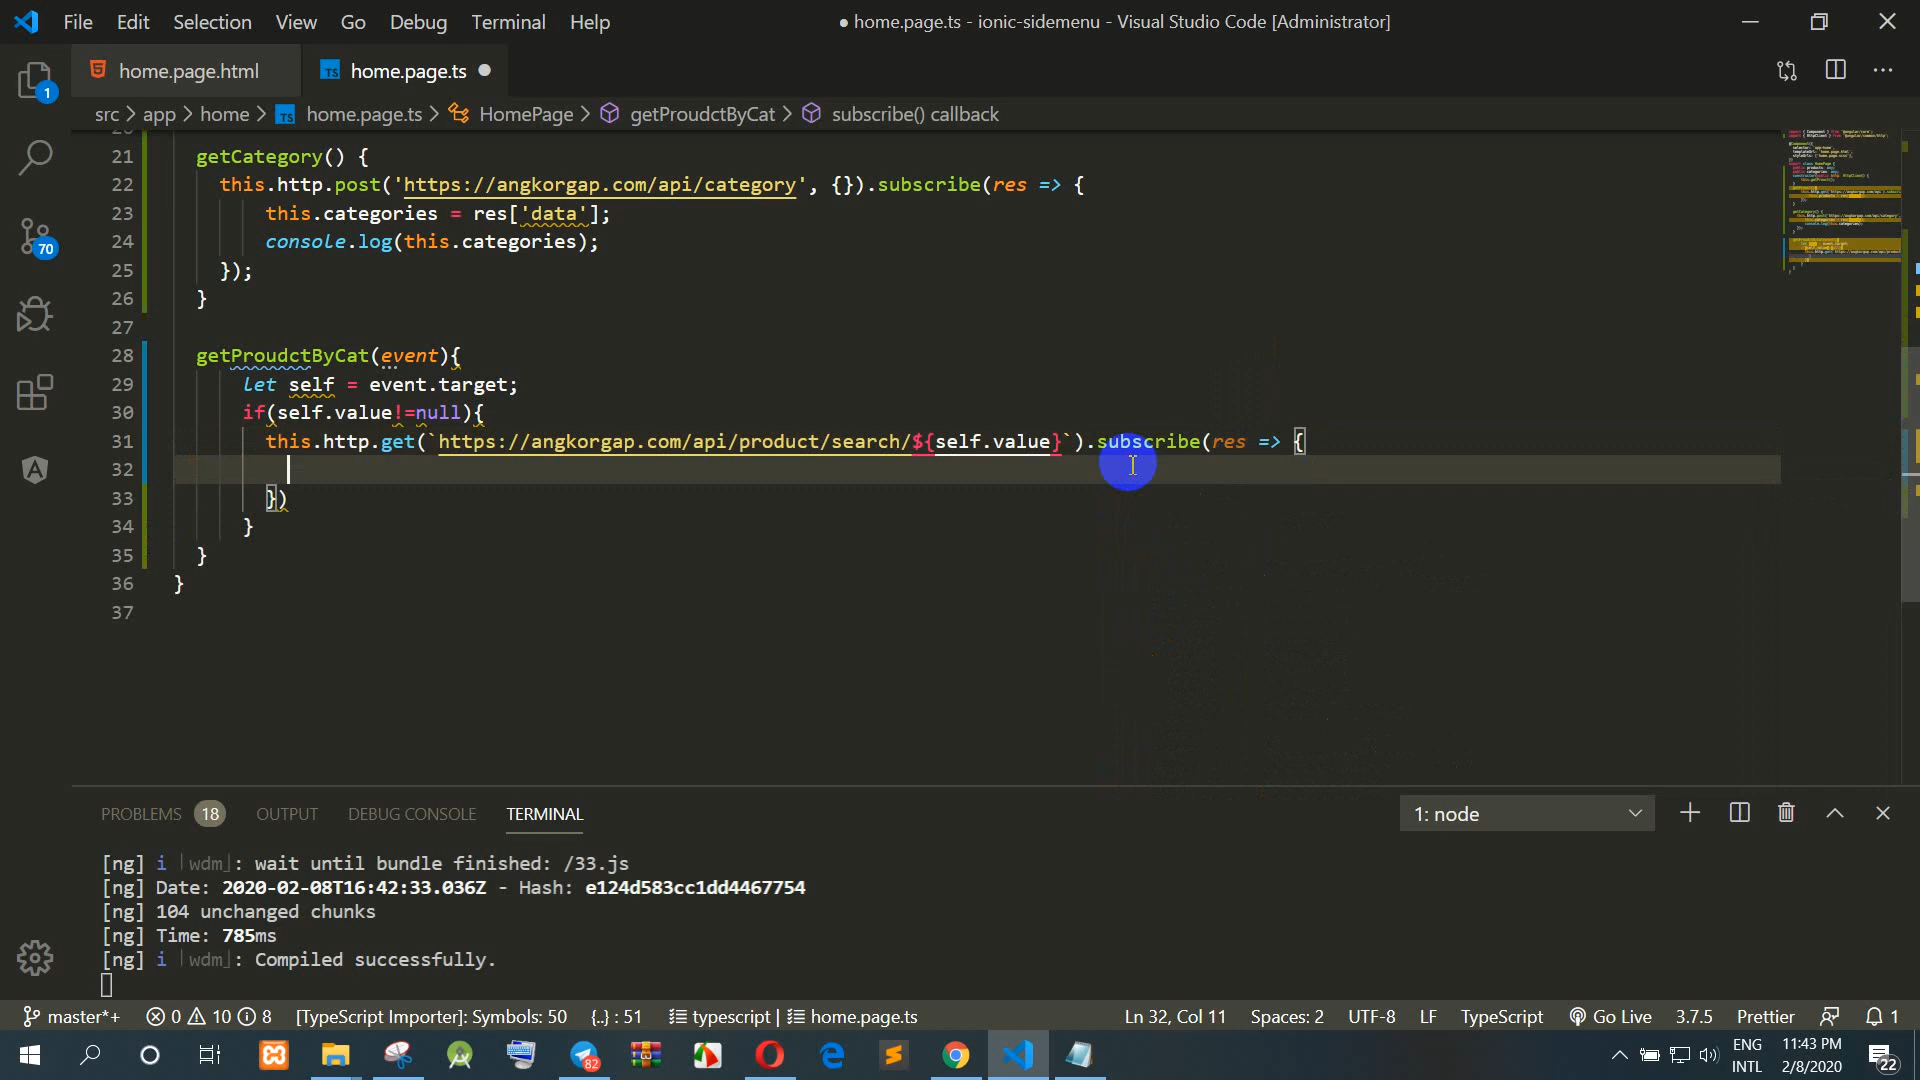 File Edit Selection View Go Debug Terminal Help
● home.page.ts - ionic-sidemenu - Visual Studio Code [Administrator]
home.page.html
TS home.page.ts ●
src > app > home > TS home.page.ts > HomePage > getProudctByCat > subscribe() callback
1
70
21 getCategory() {
22 this.http.post('https://angkorgap.com/api/category', {}).subscribe(res => {
23 this.categories = res['data'];
24 console.log(this.categories);
25 });
26 }
27
28 getProudctByCat(event){
29 let self = event.target;
30 if(self.value!=null){
31 this.http.get(`https://angkorgap.com/api/product/search/${self.value}`).subscribe(res => {
32
33 })
34 }
35 }
36 }
37
PROBLEMS 18 OUTPUT DEBUG CONSOLE TERMINAL
1: node
[ng] i ｢wdm｣: wait until bundle finished: /33.js
[ng] Date: 2020-02-08T16:42:33.036Z - Hash: e124d583cc1dd4467754
[ng] 104 unchanged chunks
[ng] Time: 785ms
[ng] i ｢wdm｣: Compiled successfully.
master*+ 0 10 8 [TypeScript Importer]: Symbols: 50 {..} : 51 typescript | home.page.ts
Ln 32, Col 11 Spaces: 2 UTF-8 LF TypeScript Go Live 3.7.5 Prettier 1
82
ENG
INTL
11:43 PM
2/8/2020
22